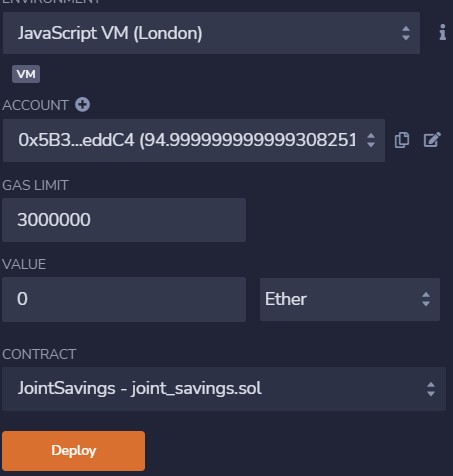 ENVIRONMENT
JavaScript VM (London)
VM
ACCOUNT
0x5B3...eddC4 (94.999999999999308251
GAS LIMIT
3000000
VALUE
0 Ether
CONTRACT
JointSavings - joint_savings.sol
Deploy